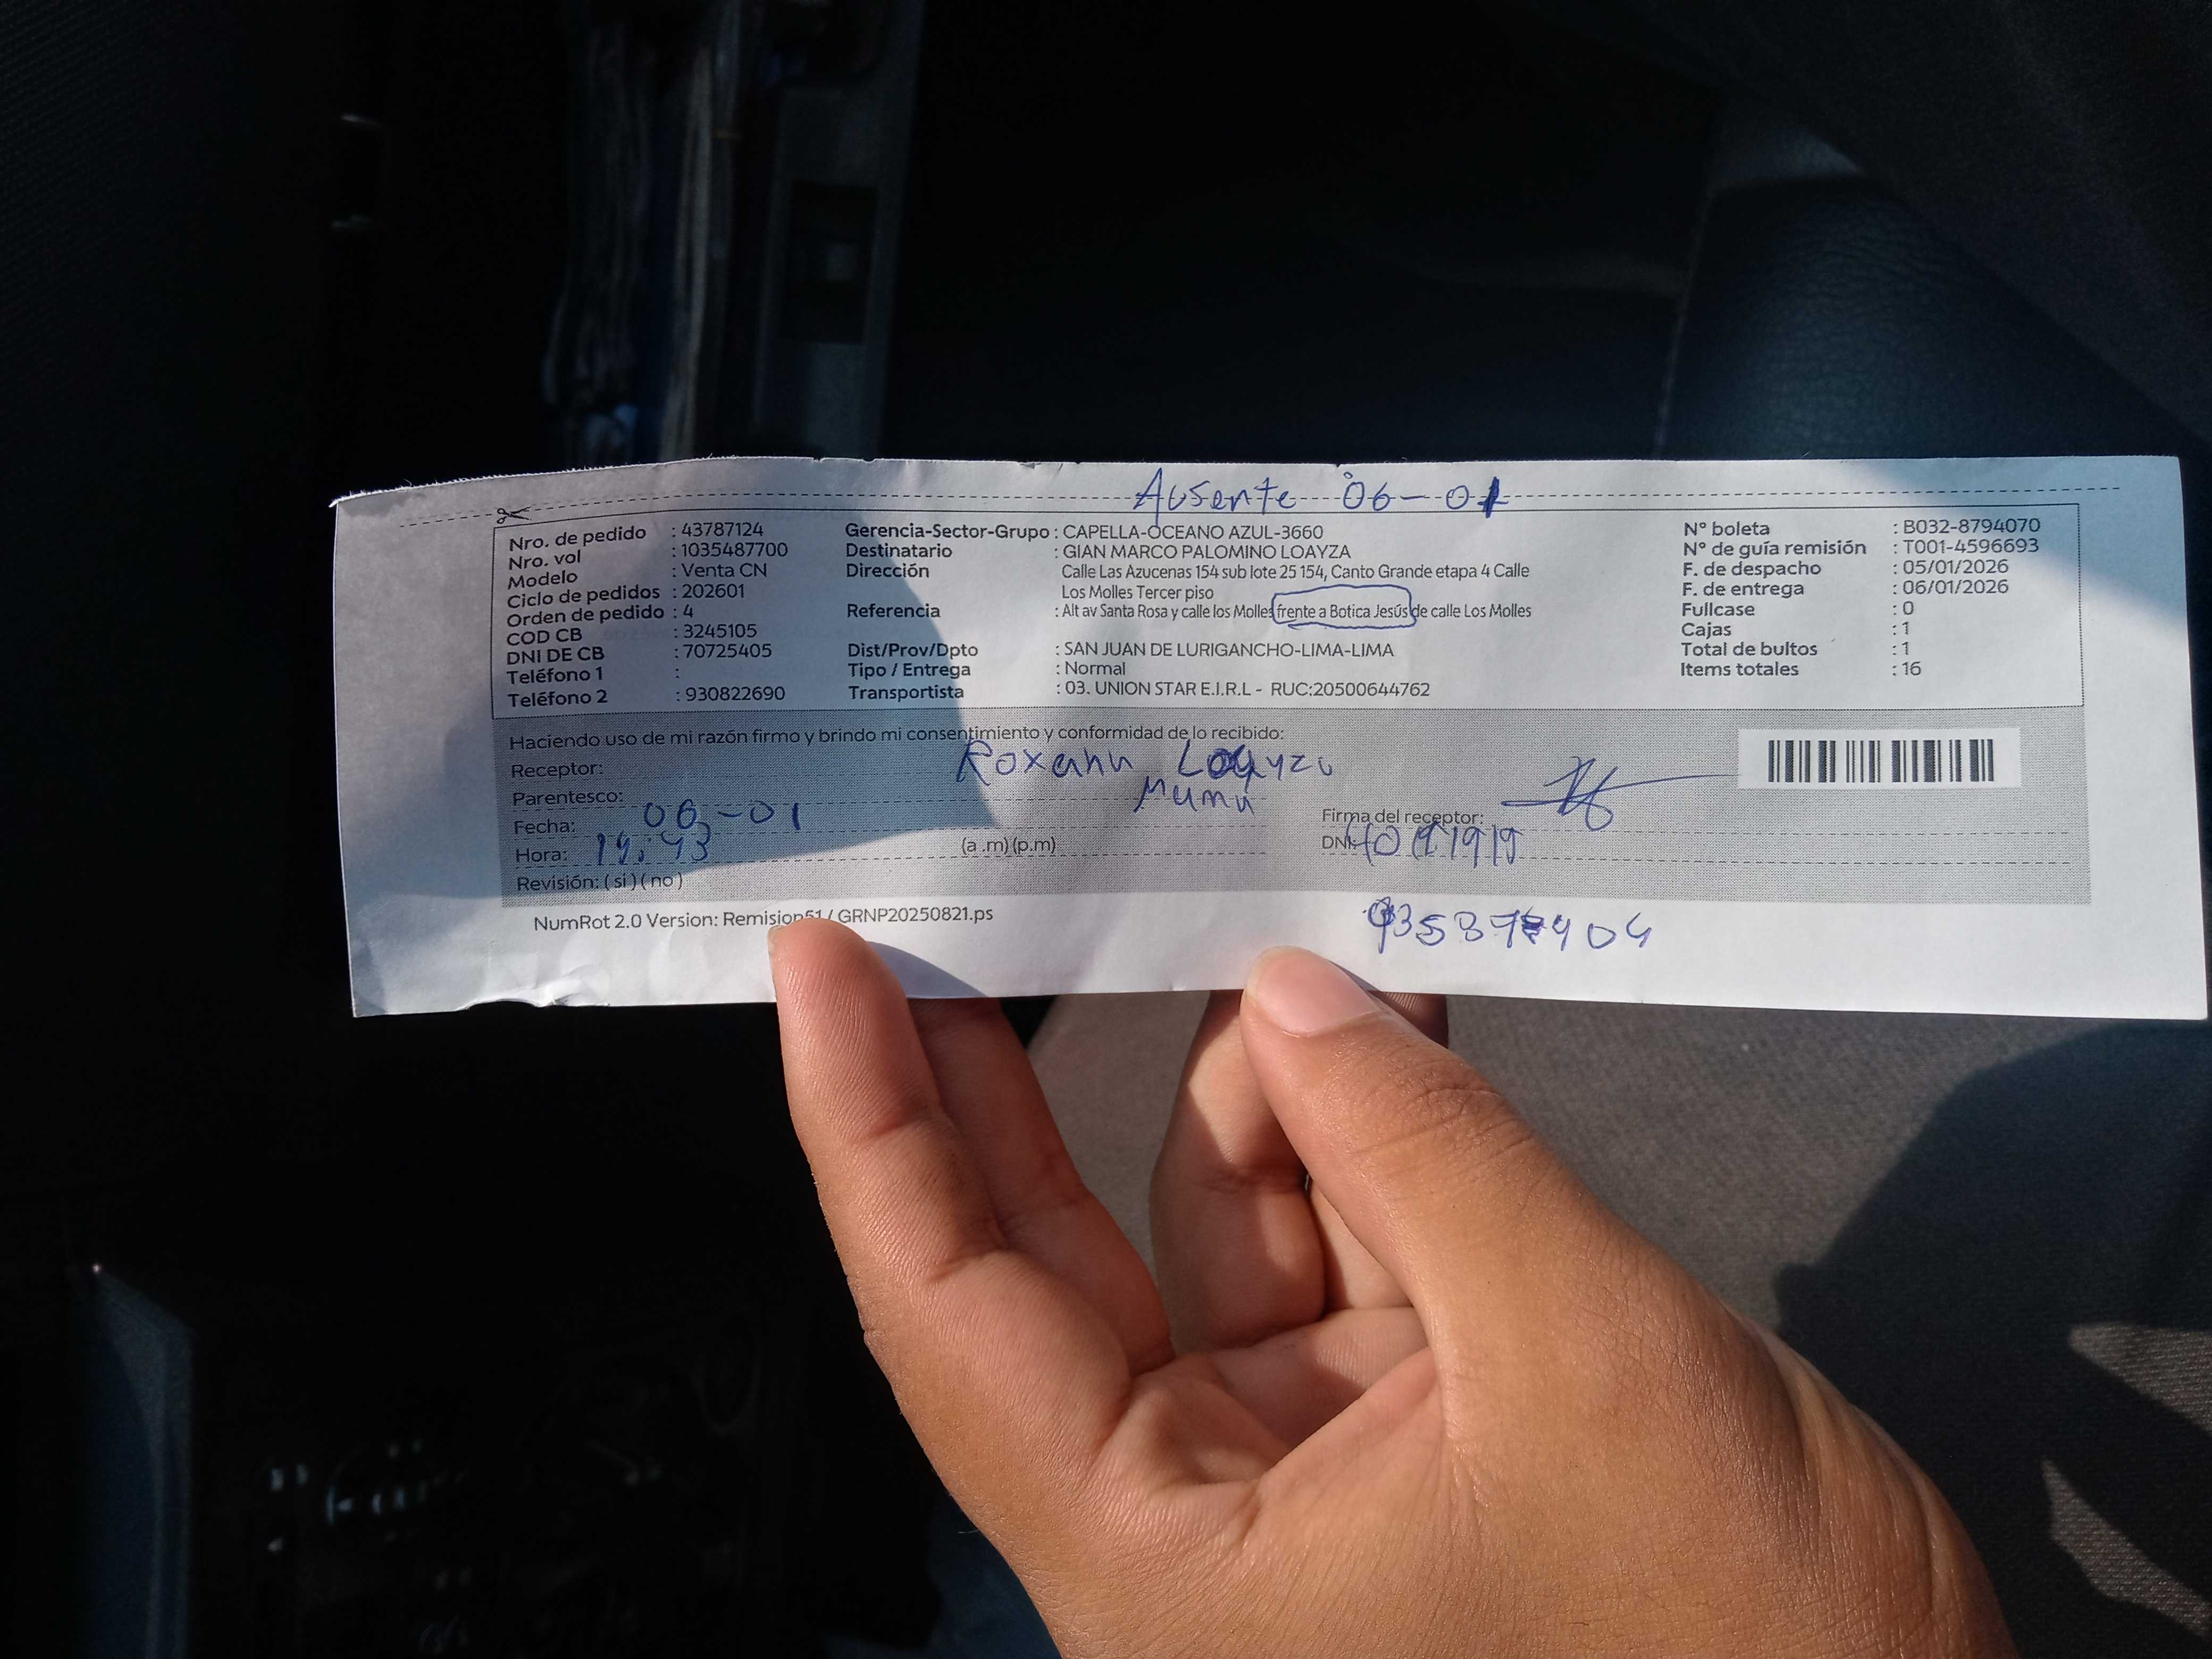 Ausente 06-01
Nro. de pedido : 43787124
Nro. vol : 1035487700
Modelo : Venta CN
Ciclo de pedidos : 202601
Orden de pedido : 4
COD CB : 3245105
DNI DE CB : 70725405
Teléfono 1 :
Teléfono 2 : 930822690
Gerencia-Sector-Grupo : CAPELLA-OCEANO AZUL-3660
Destinatario : GIAN MARCO PALOMINO LOAYZA
Dirección Calle Las Azucenas 154 sub lote 25 154, Canto Grande etapa 4 Calle
Los Molles Tercer piso
Referencia : Alt av Santa Rosa y calle los Molles frente a Botica Jesús de calle Los Molles
Dist/Prov/Dpto : SAN JUAN DE LURIGANCHO-LIMA-LIMA
Tipo / Entrega : Normal
Transportista : 03. UNION STAR E.I.R.L - RUC:20500644762
N° boleta : B032-8794070
N° de guía remisión : T001-4596693
F. de despacho : 05/01/2026
F. de entrega : 06/01/2026
Fullcase : 0
Cajas : 1
Total de bultos : 1
Items totales : 16
Haciendo uso de mi razón firmo y brindo mi consentimiento y conformidad de lo recibido:
Receptor: Roxana Loayza
Parentesco: Mama
Fecha: 06-01
Hora: (a .m) (p.m)
Revisión: ( si ) ( no )
Firma del receptor:
DNI:
NumRot 2.0 Version: Remision51 / GRNP20250821.ps